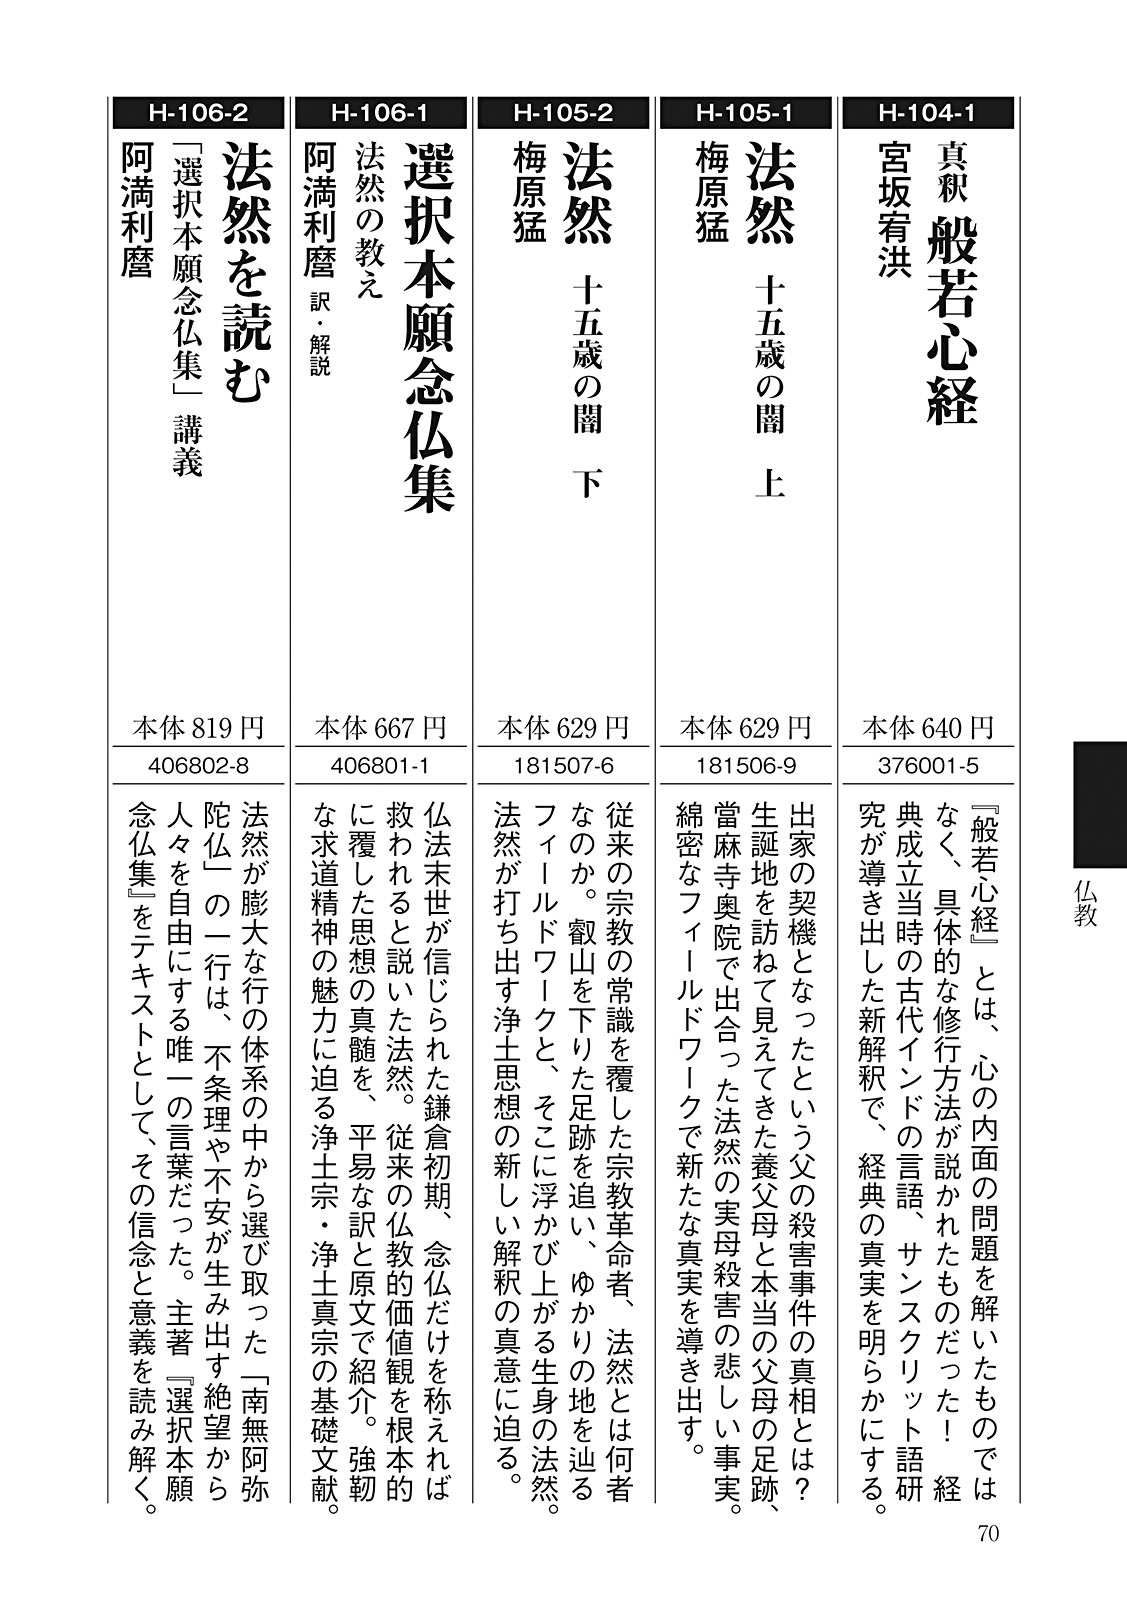 H-104-1
真釈 般若心経
宮坂宥洪
本体640円
376001-5
『般若心経』とは、心の内面の問題を解いたものでは
なく、具体的な修行方法が説かれたものだった！　経
典成立当時の古代インドの言語、サンスクリット語研
究が導き出した新解釈で、経典の真実を明らかにする。
H-105-1
法然 十五歳の闇 上
梅原猛
本体629円
181506-9
出家の契機となったという父の殺害事件の真相とは？
生誕地を訪ねて見えてきた養父母と本当の父母の足跡、
當麻寺奥院で出合った法然の実母殺害の悲しい事実。
綿密なフィールドワークで新たな真実を導き出す。
H-105-2
法然 十五歳の闇 下
梅原猛
本体629円
181507-6
従来の宗教の常識を覆した宗教革命者、法然とは何者
なのか。叡山を下りた足跡を追い、ゆかりの地を辿る
フィールドワークと、そこに浮かび上がる生身の法然。
法然が打ち出す浄土思想の新しい解釈の真意に迫る。
H-106-1
選択本願念仏集
法然の教え
阿満利麿 訳・解説
本体667円
406801-1
仏法末世が信じられた鎌倉初期、念仏だけを称えれば
救われると説いた法然。従来の仏教的価値観を根本的
に覆した思想の真髄を、平易な訳と原文で紹介。強靭
な求道精神の魅力に迫る浄土宗・浄土真宗の基礎文献。
H-106-2
法然を読む
「選択本願念仏集」講義
阿満利麿
本体819円
406802-8
法然が膨大な行の体系の中から選び取った「南無阿弥
陀仏」の一行は、不条理や不安が生み出す絶望から
人々を自由にする唯一の言葉だった。主著『選択本願
念仏集』をテキストとして、その信念と意義を読み解く。
仏教
70